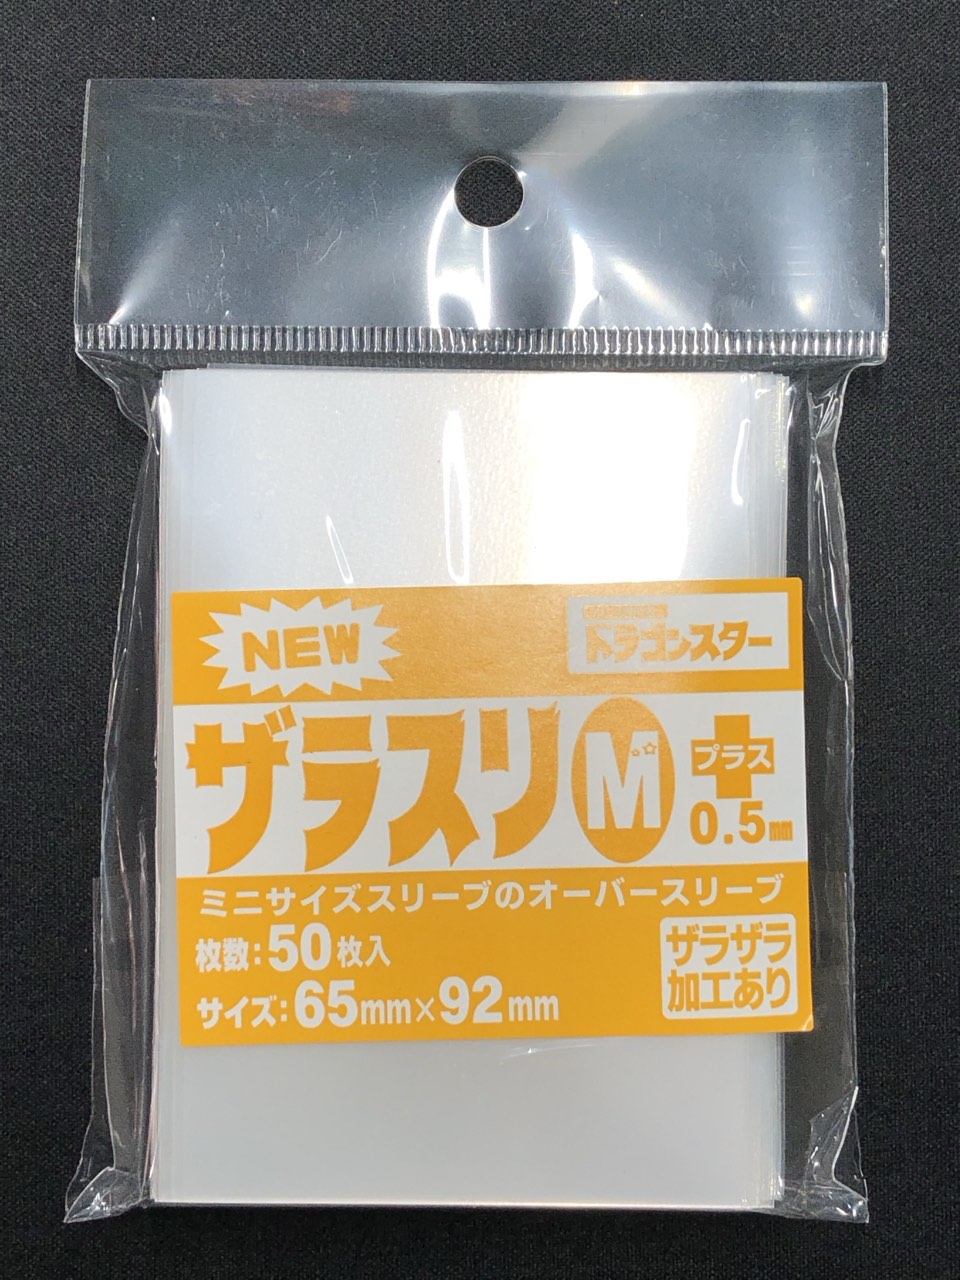 NEW
ドラゴンスター
ザラスリ M プラス
0.5mm
ミニサイズスリーブのオーバースリーブ
枚数:50枚入
サイズ:65mm×92mm
ザラザラ
加工あり